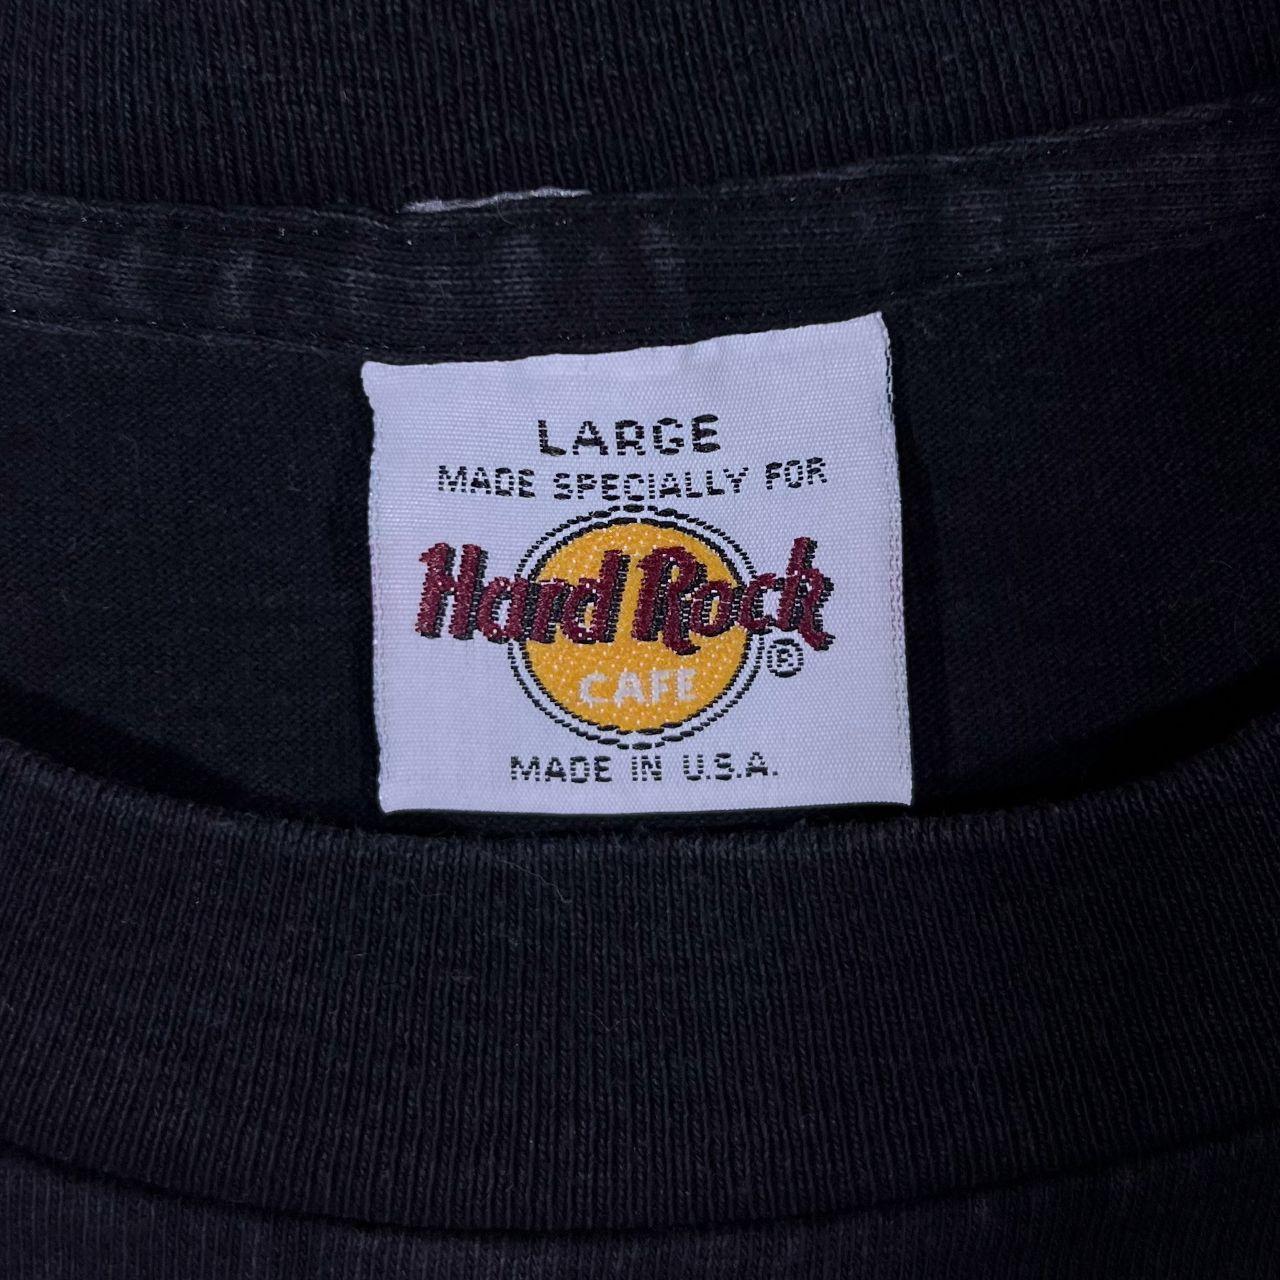 LARGE
MADE SPECIALLY FOR
Hard Rock ®
CAFE
MADE IN U.S.A.